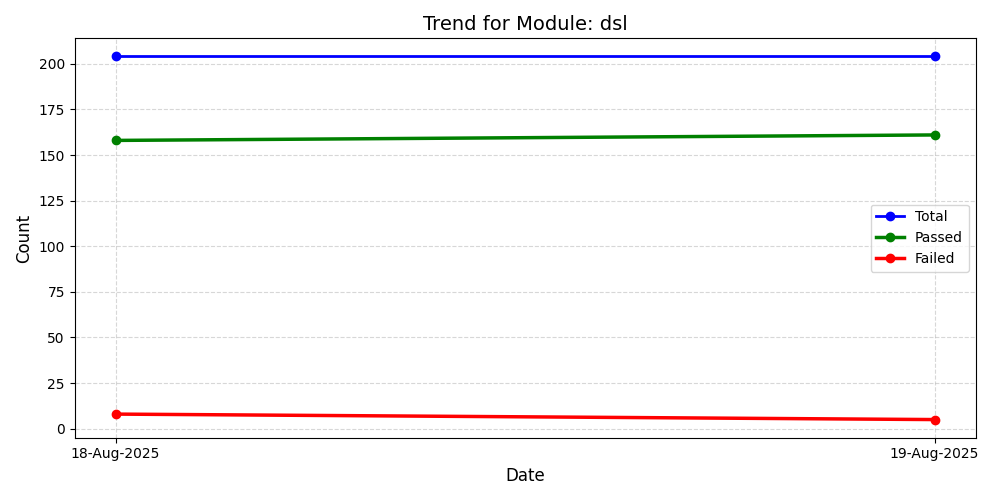 Trend for Module: dsl
200
175
150
125
100
75
50
25
0
Count
Total
Passed
Failed
18-Aug-2025
19-Aug-2025
Date